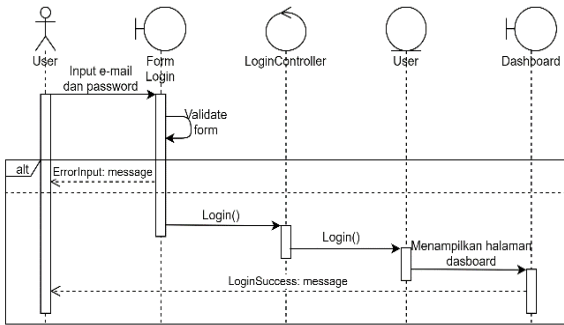 User
Form
Login
LoginController
User
Dashboard
Input e-mail
dan password
Validate
form
alt
ErrorInput: message
Login()
Login()
Menampilkan halaman
dasboard
LoginSuccess: message